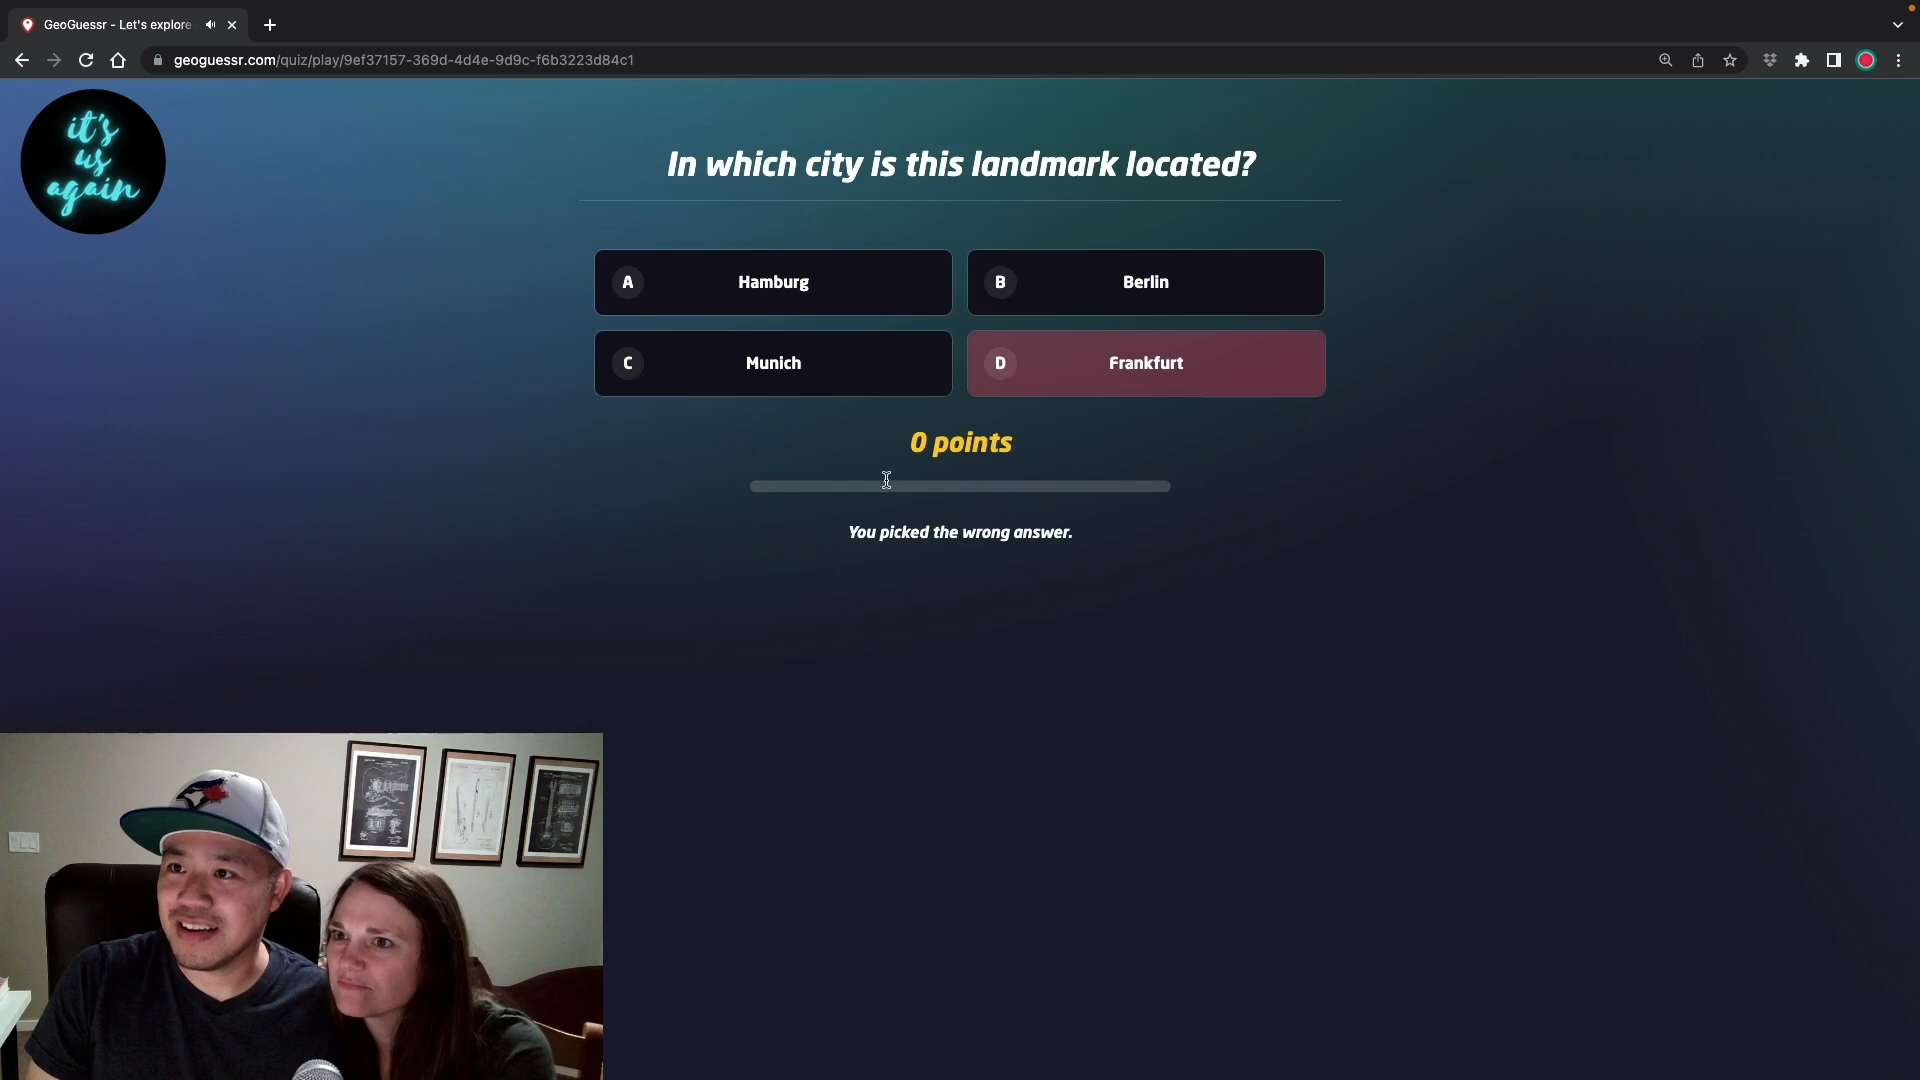 GeoGuessr - Let's explore
geoguessr.com/quiz/play/9ef37157-369d-4d4e-9d9c-f6b3223d84c1
it's
us
again
In which city is this landmark located?
A Hamburg
B Berlin
C Munich
D Frankfurt
0 points
You picked the wrong answer.